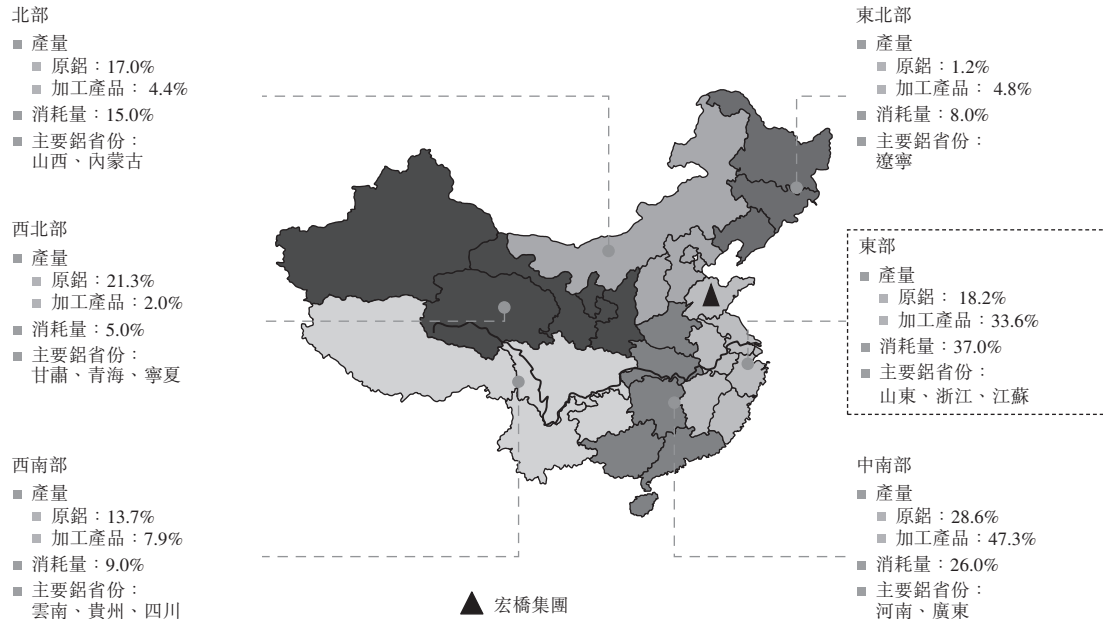 北部
產量
原鋁：17.0%
加工產品： 4.4%
消耗量：15.0%
主要鋁省份：
山西、內蒙古
西北部
產量
原鋁：21.3%
加工產品：2.0%
消耗量：5.0%
主要鋁省份：
甘肅、青海、寧夏
西南部
產量
原鋁：13.7%
加工產品：7.9%
消耗量：9.0%
主要鋁省份：
雲南、貴州、四川
東北部
產量
原鋁：1.2%
加工產品： 4.8%
消耗量：8.0%
主要鋁省份：
遼寧
東部
產量
原鋁： 18.2%
加工產品：33.6%
消耗量：37.0%
主要鋁省份：
山東、浙江、江蘇
中南部
產量
原鋁：28.6%
加工產品：47.3%
消耗量：26.0%
主要鋁省份：
河南、廣東
宏橋集團